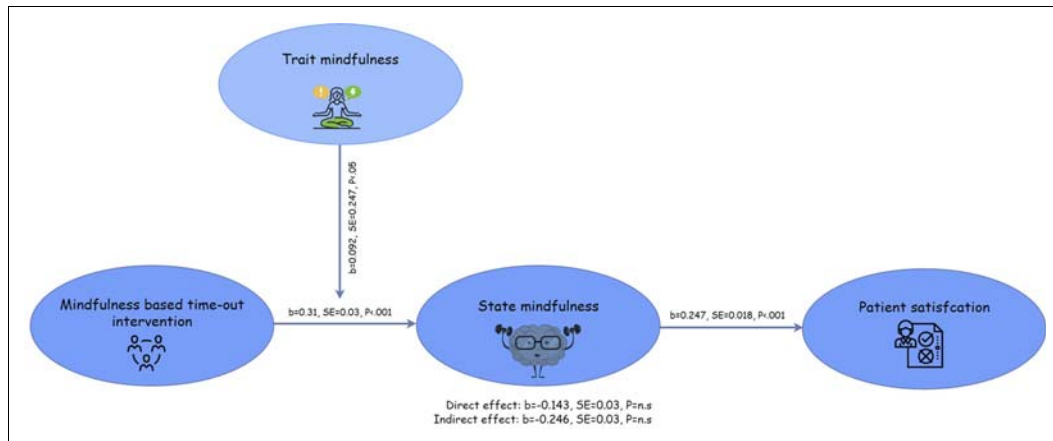 Trait mindfulness
b=0.092, SE=0.247, P<.05
Mindfulness based time-out
intervention
b=0.31, SE=0.03, P<.001
State mindfulness
b=0.247, SE=0.018, P<.001
Patient satisfcation
Direct effect: b=-0.143, SE=0.03, P=n.s
Indirect effect: b=-0.246, SE=0.03, P=n.s